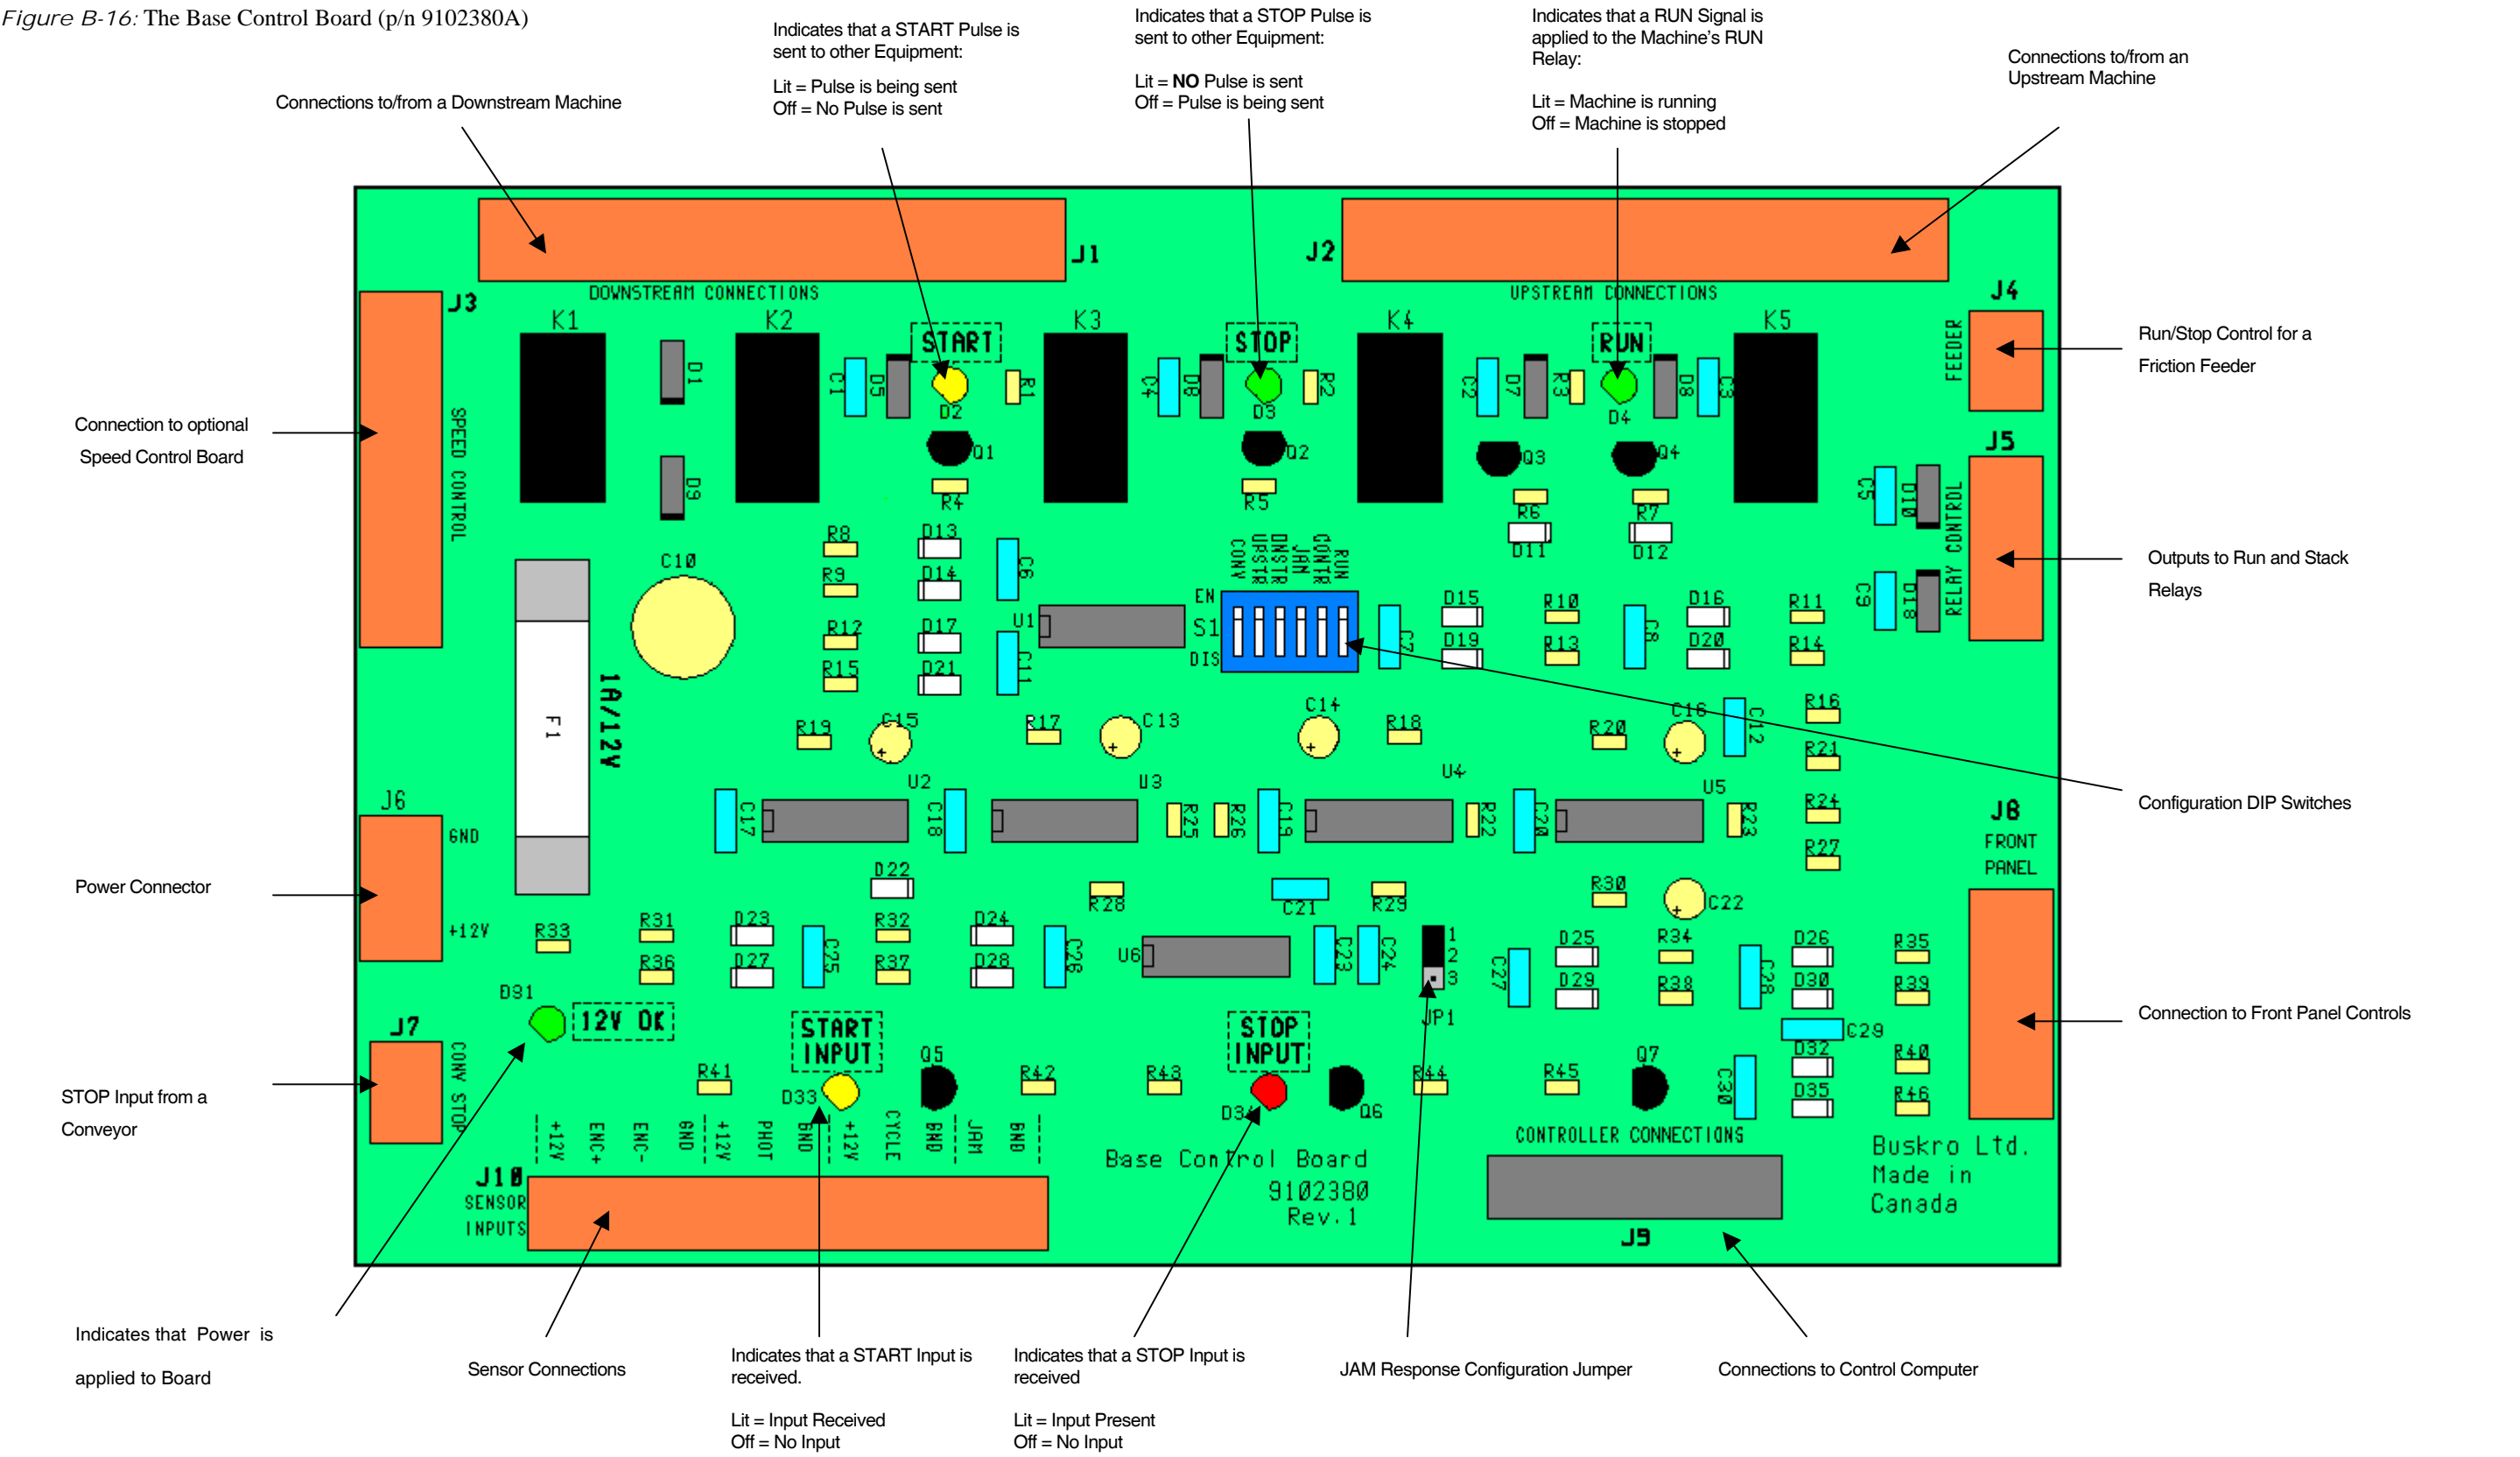 Figure B-16: The Base Control Board (p/n 9102380A)
Indicates that a START Pulse is
sent to other Equipment:
Lit = Pulse is being sent
Off = No Pulse is sent
Indicates that a STOP Pulse is
sent to other Equipment:
Lit = NO Pulse is sent
Off = Pulse is being sent
Indicates that a RUN Signal is
applied to the Machine's RUN
Relay:
Lit = Machine is running
Off = Machine is stopped
Connections to/from an
Upstream Machine
Connections to/from a Downstream Machine
J1
J2
DOWNSTREAM CONNECTIONS
UPSTREAM CONNECTIONS
J3
SPEED CONTROL
J4
FEEDER
Run/Stop Control for a
Friction Feeder
Connection to optional
Speed Control Board
K1
K2
START
K3
STOP
K4
RUN
K5
D1
C1
D5
D2
R1
C4
D6
D3
R2
C2
D7
R3
D4
D8
C3
D9
Q1
Q2
Q3
Q4
R4
R5
R6
R7
D11
D12
J5
RELAY CONTROL
C5
D10
C9
D18
Outputs to Run and Stack
Relays
C10
R8
R9
R12
R15
D13
D14
D17
D21
C6
C11
U1
CONV
UPSTR
DNSTR
JAM
CONTR
RUN
EN
S1
DIS
C7
D15
D19
R10
R13
C8
D16
D20
R11
R14
1A/12V
F1
R19
C15
R17
C13
C14
R18
R20
C16
C12
R16
R21
R24
R27
Configuration DIP Switches
U2
U3
U4
U5
C17
C18
R25
R26
C19
R22
C20
R23
J6
GND
+12V
Power Connector
J8
FRONT
PANEL
Connection to Front Panel Controls
D22
R28
C21
R29
R30
C22
R33
R31
R36
D23
D27
C25
R32
R37
D24
D28
C26
U6
C23
C24
1
2
3
JP1
C27
D25
D29
R34
R38
C28
D26
D30
R35
R39
C29
D32
D35
R40
R46
D31
12V OK
J7
CONV STOP
STOP Input from a
Conveyor
START
INPUT
STOP
INPUT
R41
D33
Q5
R42
R43
D34
Q6
R44
R45
Q7
C30
+12V
ENC+
ENC-
GND
+12V
PHOT
GND
+12V
CYCLE
GND
JAM
GND
J10
SENSOR
INPUTS
Base Control Board
9102380
Rev.1
CONTROLLER CONNECTIONS
J9
Buskro Ltd.
Made in
Canada
Indicates that Power is
applied to Board
Sensor Connections
Indicates that a START Input is
received.
Lit = Input Received
Off = No Input
Indicates that a STOP Input is
received
Lit = Input Present
Off = No Input
JAM Response Configuration Jumper
Connections to Control Computer